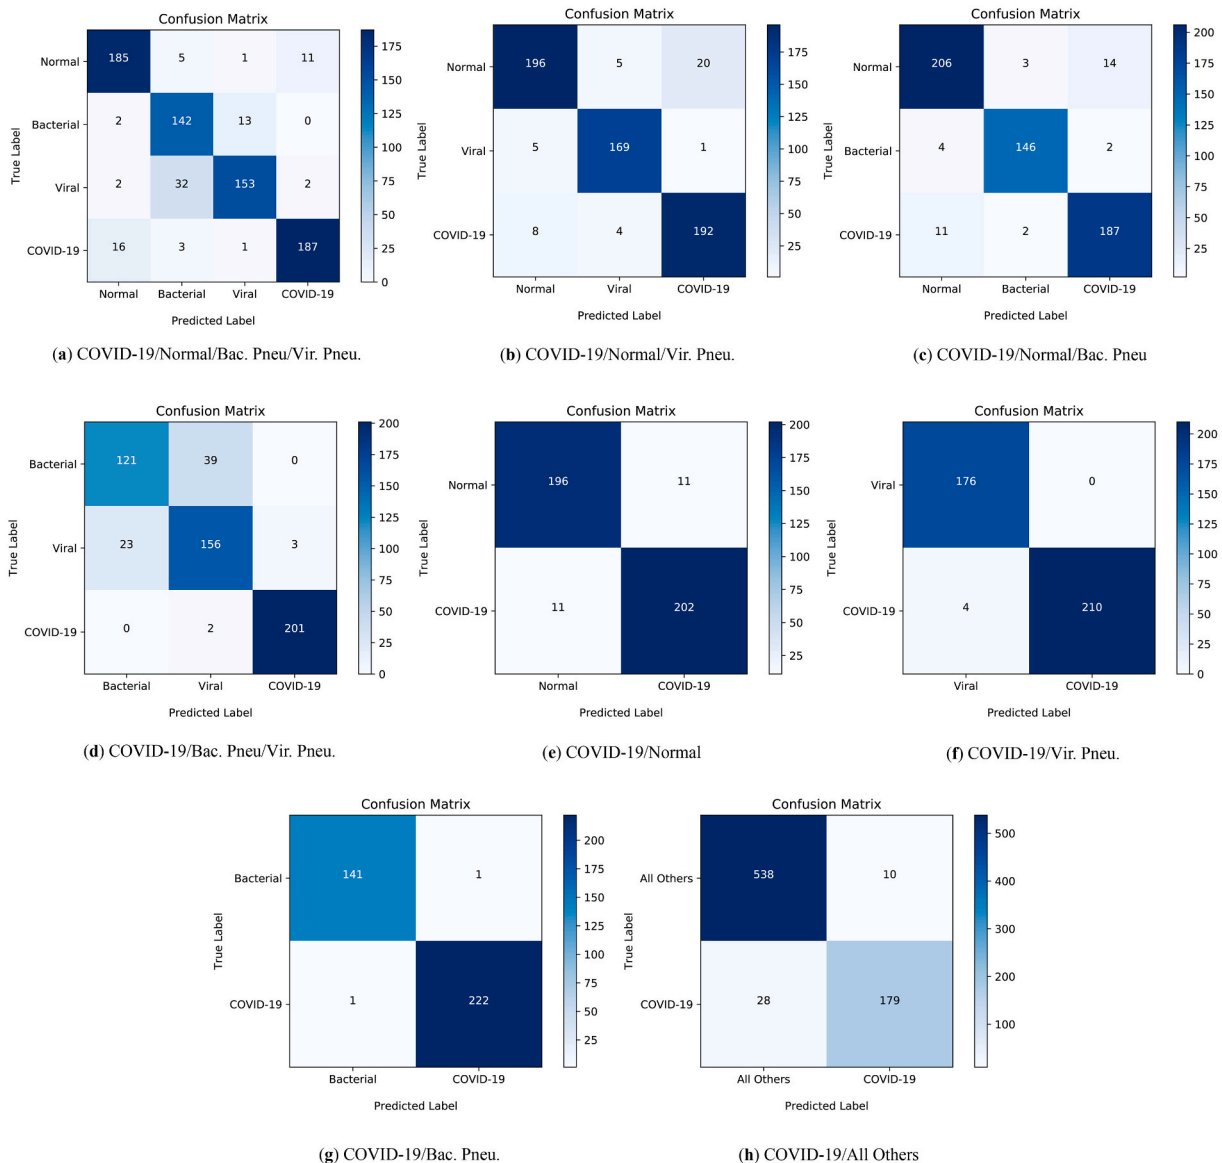 Confusion Matrix
Normal 185 5 1 11
Bacterial 2 142 13 0
Viral 2 32 153 2
COVID-19 16 3 1 187
Normal Bacterial Viral COVID-19
True Label
Predicted Label
175
150
125
100
75
50
25
0
(a) COVID-19/Normal/Bac. Pneu/Vir. Pneu.
Confusion Matrix
Normal 196 5 20
Viral 5 169 1
COVID-19 8 4 192
Normal Viral COVID-19
True Label
Predicted Label
175
150
125
100
75
50
25
(b) COVID-19/Normal/Vir. Pneu.
Confusion Matrix
Normal 206 3 14
Bacterial 4 146 2
COVID-19 11 2 187
Normal Bacterial COVID-19
True Label
Predicted Label
200
175
150
125
100
75
50
25
(c) COVID-19/Normal/Bac. Pneu
Confusion Matrix
Bacterial 121 39 0
Viral 23 156 3
COVID-19 0 2 201
Bacterial Viral COVID-19
True Label
Predicted Label
200
175
150
125
100
75
50
25
0
(d) COVID-19/Bac. Pneu/Vir. Pneu.
Confusion Matrix
Normal 196 11
COVID-19 11 202
Normal COVID-19
True Label
Predicted Label
200
175
150
125
100
75
50
25
(e) COVID-19/Normal
Confusion Matrix
Viral 176 0
COVID-19 4 210
Viral COVID-19
True Label
Predicted Label
200
175
150
125
100
75
50
25
0
(f) COVID-19/Vir. Pneu.
Confusion Matrix
Bacterial 141 1
COVID-19 1 222
Bacterial COVID-19
True Label
Predicted Label
200
175
150
125
100
75
50
25
(g) COVID-19/Bac. Pneu.
Confusion Matrix
All Others 538 10
COVID-19 28 179
All Others COVID-19
True Label
Predicted Label
500
400
300
200
100
(h) COVID-19/All Others